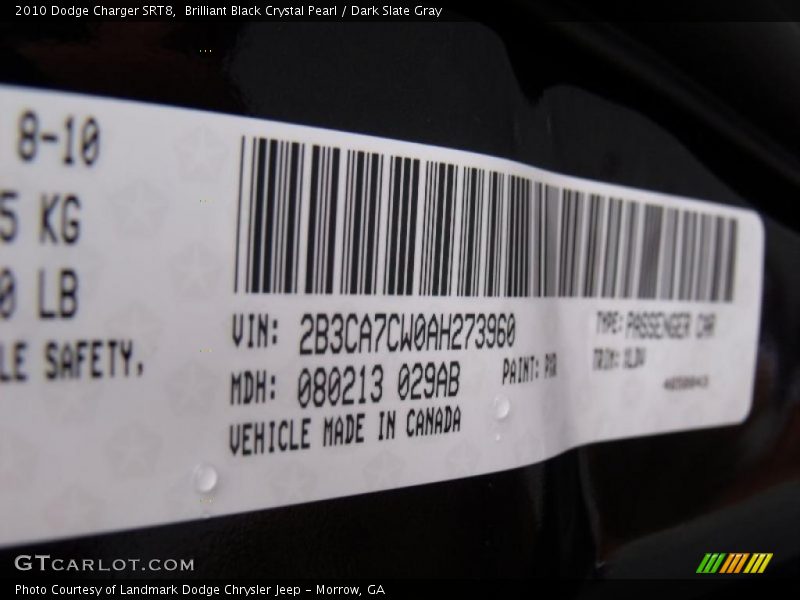 2010 Dodge Charger SRT8,  Brilliant Black Crystal Pearl / Dark Slate Gray
8-10
5 KG
0 LB
LE SAFETY,
VIN: 2B3CA7CW0AH273960
TYPE: PASSENGER CAR
MDH: 080213 029AB
PAINT:
TRIM:
VEHICLE MADE IN CANADA
GTCARLOT.COM
Photo Courtesy of Landmark Dodge Chrysler Jeep – Morrow, GA